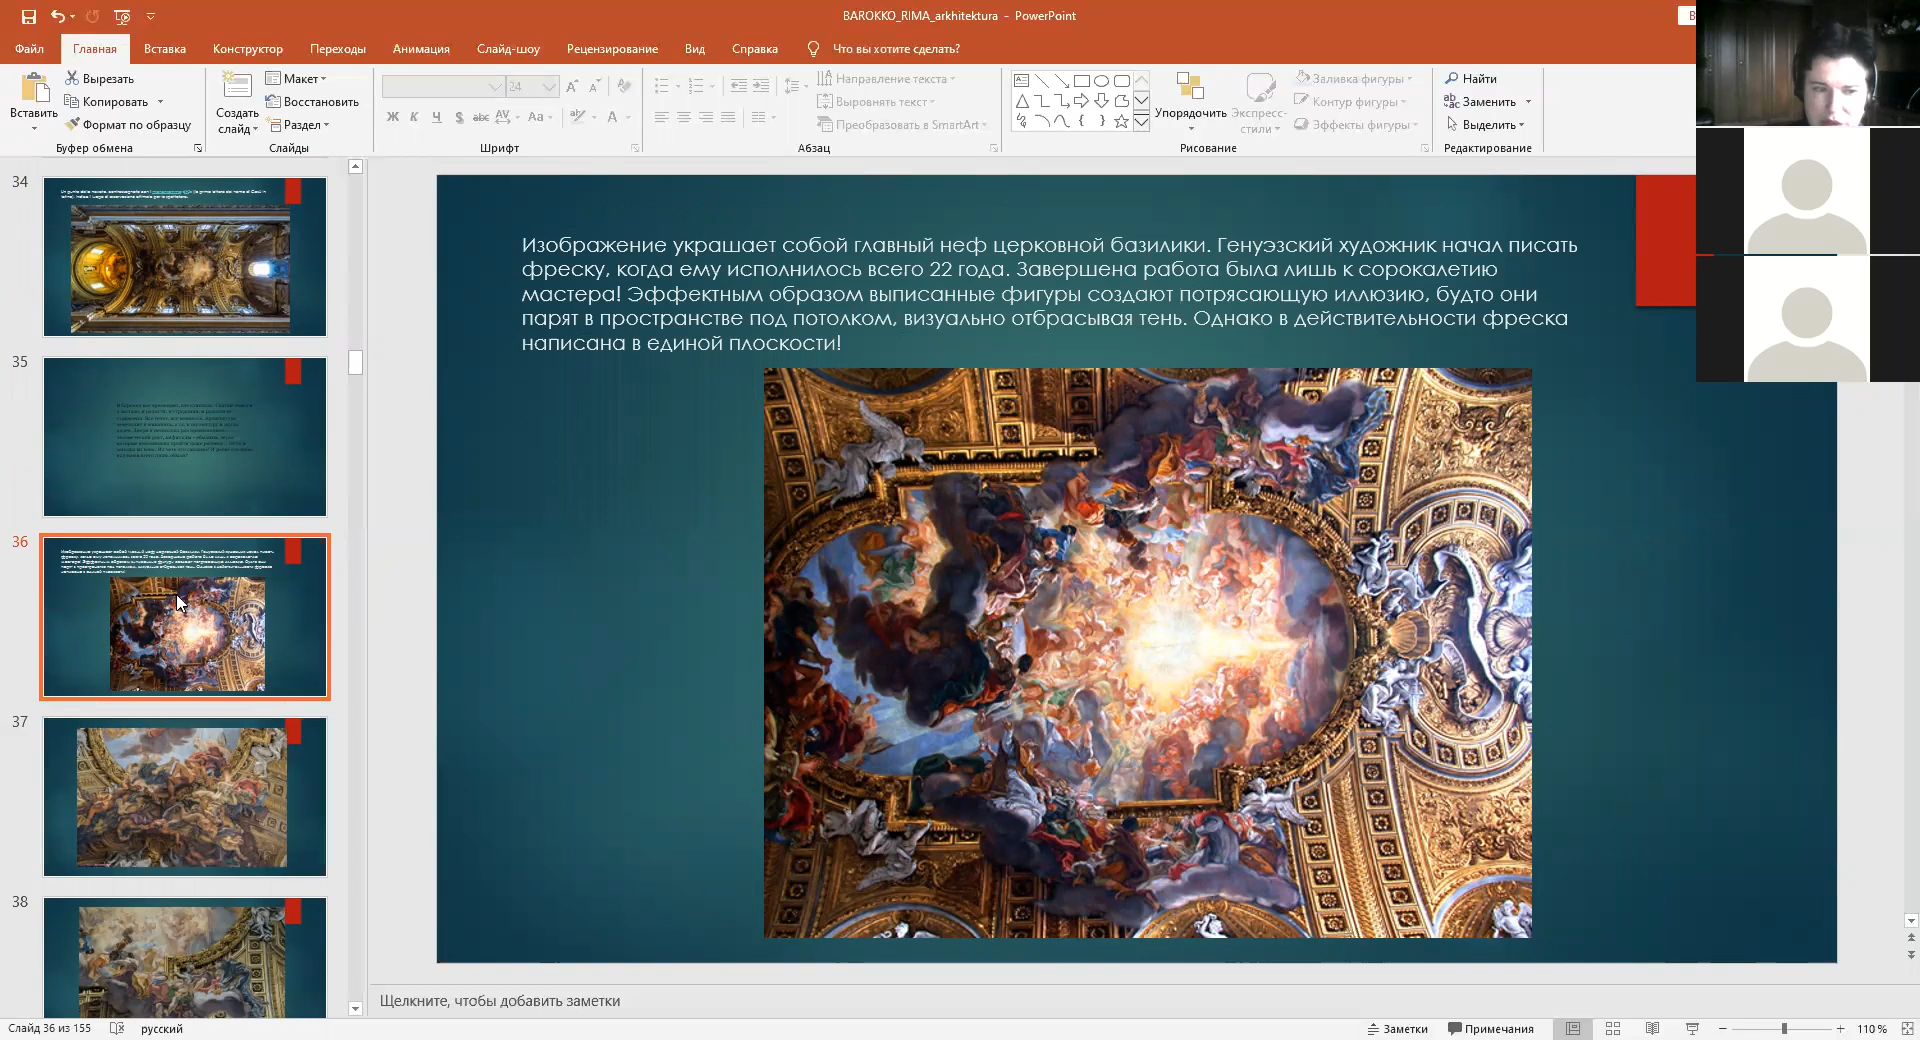 BAROKKO_RIMA_arkhitektura - PowerPoint
Файл Главная Вставка Конструктор Переходы Анимация Слайд-шоу Рецензирование Вид Справка Что вы хотите сделать?
Вставить
Вырезать
Копировать
Формат по образцу
Буфер обмена
Создать слайд
Макет
Восстановить
Раздел
Слайды
24
Ж К Ч S abc AV Aa A
Шрифт
Направление текста
Выровнять текст
Преобразовать в SmartArt
Абзац
Упорядочить
Экспресс-стили
Заливка фигуры
Контур фигуры
Эффекты фигуры
Рисование
Найти
Заменить
Выделить
Редактирование
34
35
36
37
38
Изображение украшает собой главный неф церковной базилики. Генуэзский художник начал писать
фреску, когда ему исполнилось всего 22 года. Завершена работа была лишь к сорокалетию
мастера! Эффектным образом выписанные фигуры создают потрясающую иллюзию, будто они
парят в пространстве под потолком, визуально отбрасывая тень. Однако в действительности фреска
написана в единой плоскости!
Щелкните, чтобы добавить заметки
Слайд 36 из 155 русский Заметки Примечания 110 %